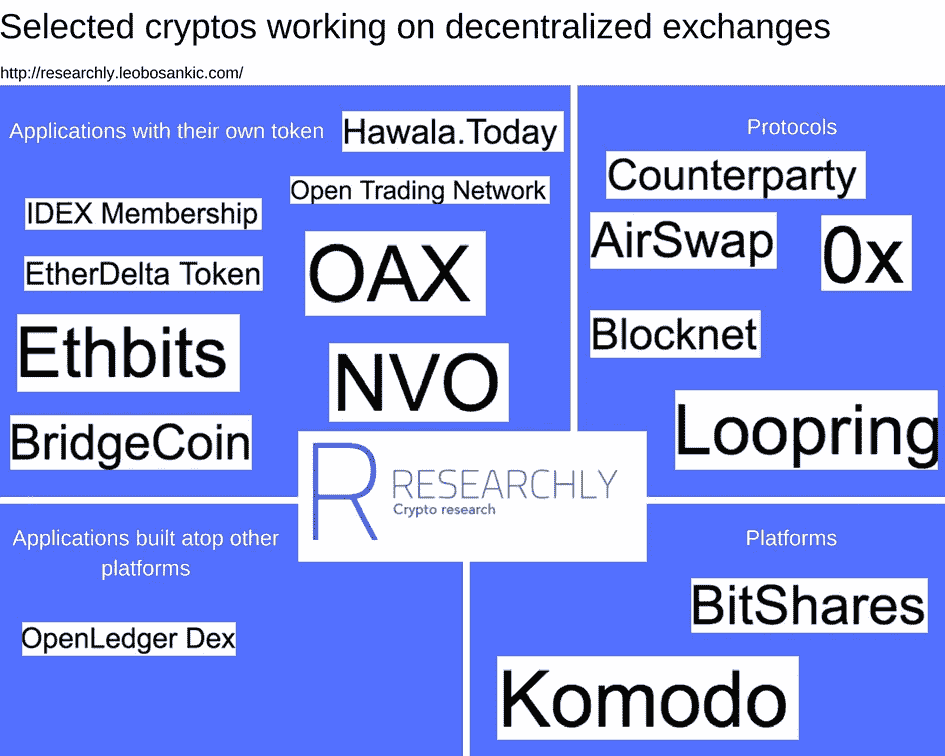 Selected cryptos working on decentralized exchanges
http://researchly.leobosankic.com/
Applications with their own token
Hawala.Today
Open Trading Network
IDEX Membership
OAX
EtherDelta Token
Ethbits
NVO
BridgeCoin
Protocols
Counterparty
AirSwap
0x
Blocknet
Loopring
R RESEARCHLY
Crypto research
Applications built atop other
platforms
OpenLedger Dex
Platforms
BitShares
Komodo